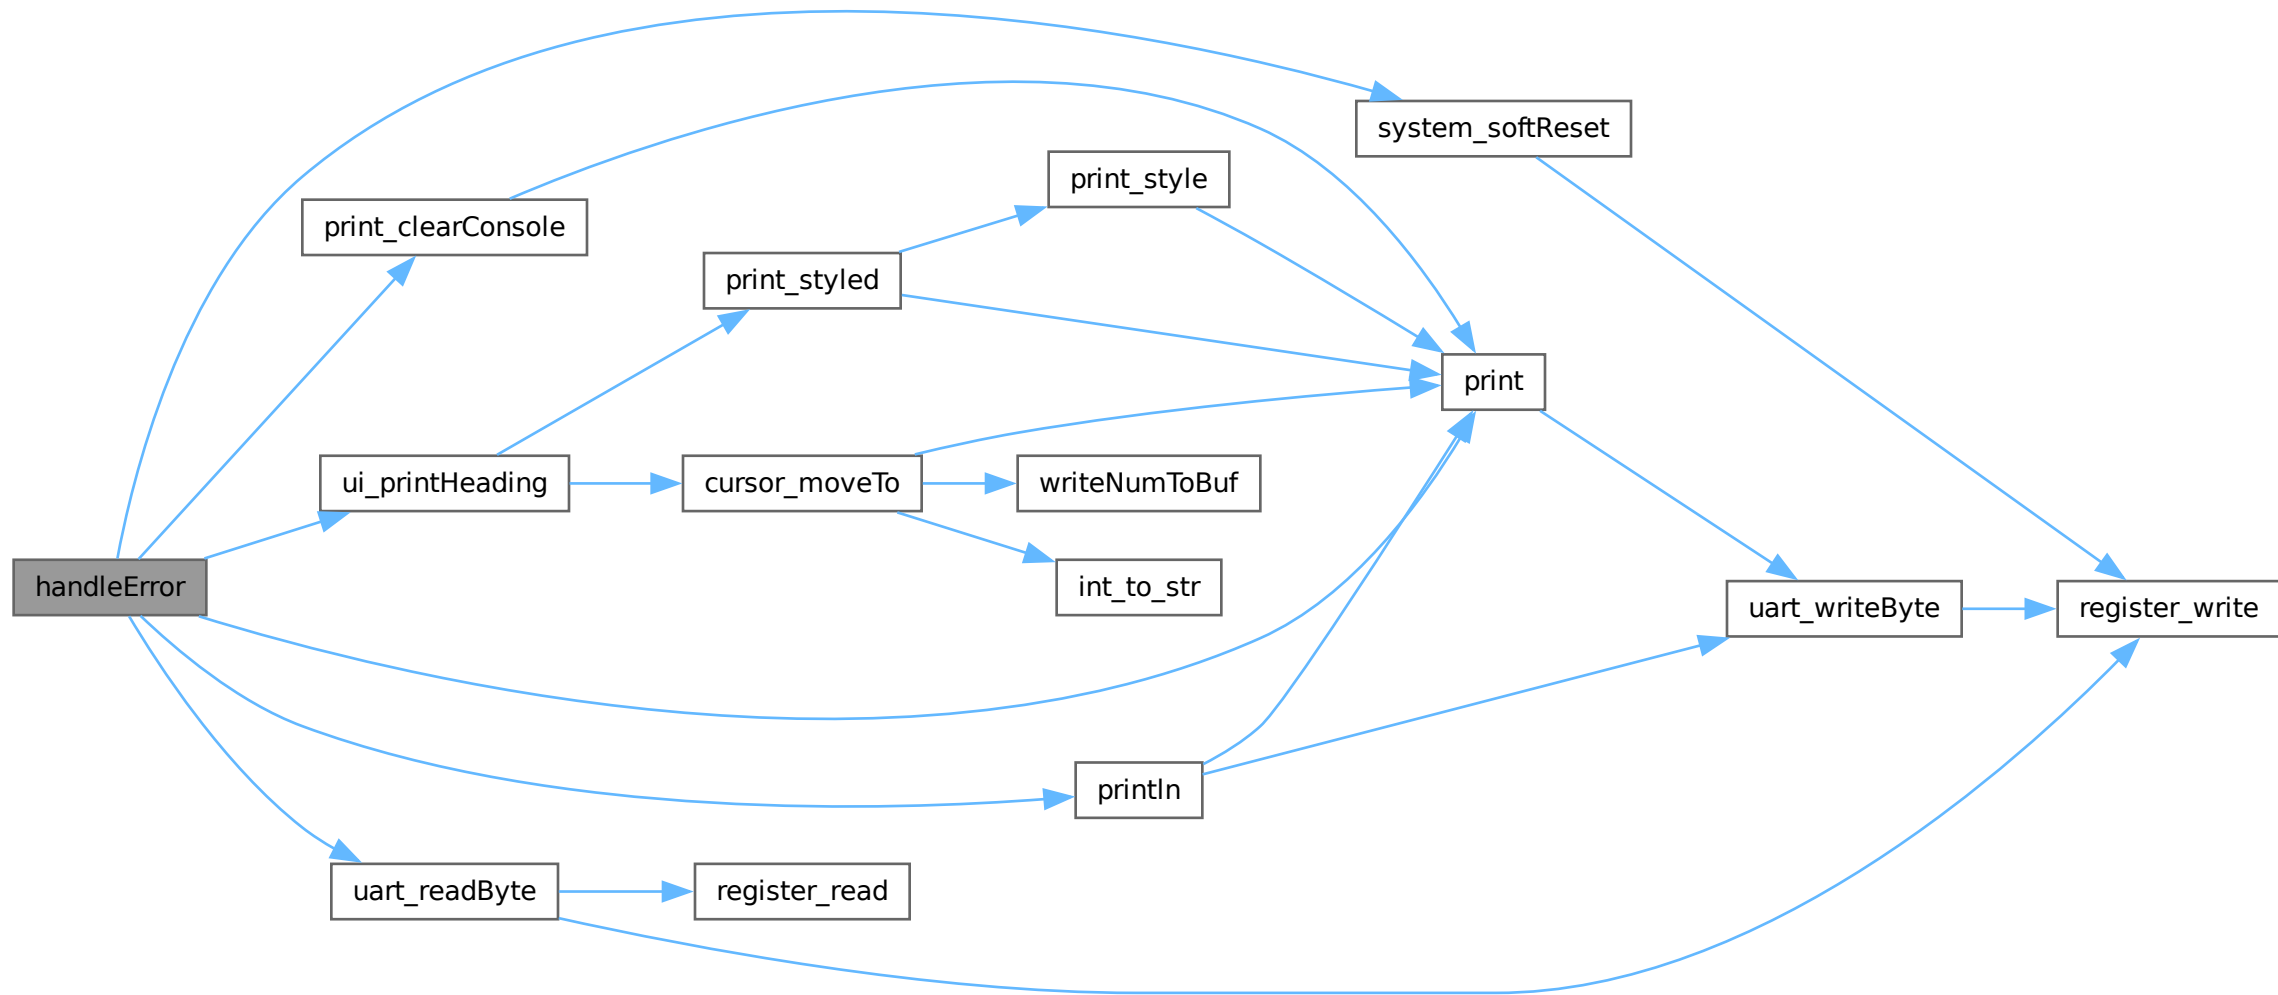 system_softReset
print_style
print_clearConsole
print_styled
print
ui_printHeading
cursor_moveTo
writeNumToBuf
handleError
int_to_str
uart_writeByte
register_write
println
uart_readByte
register_read